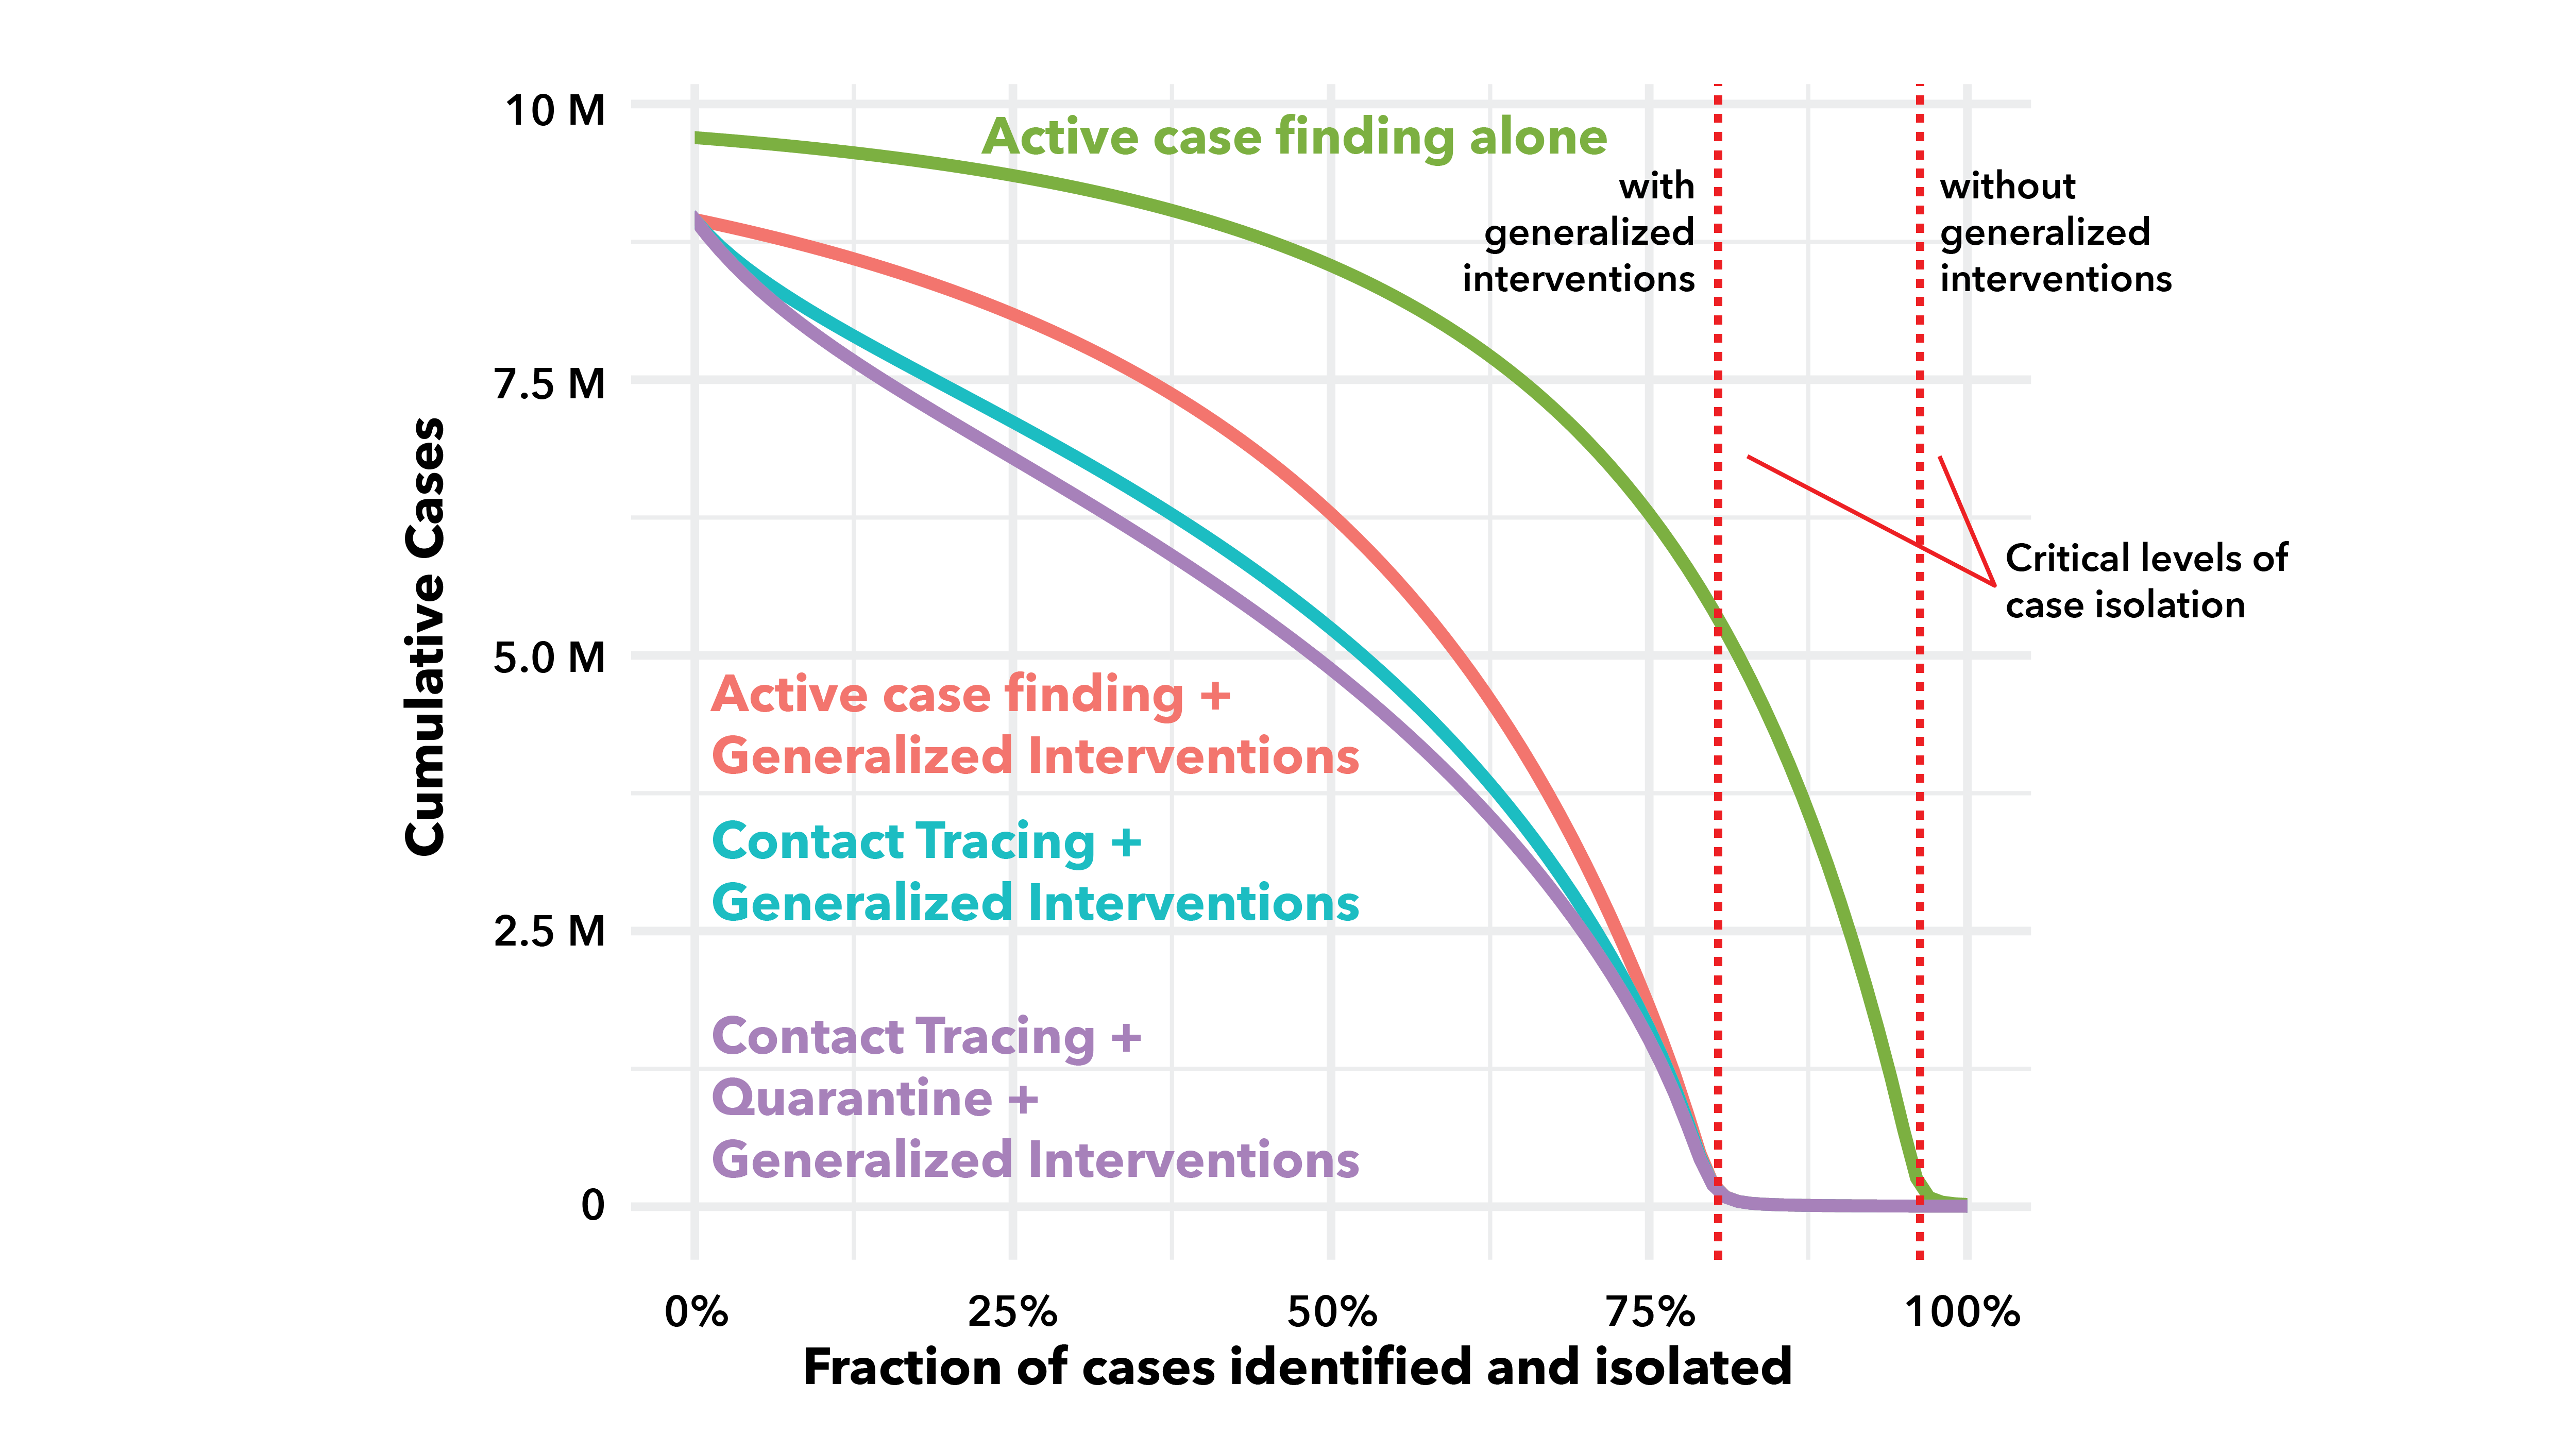 10 M
7.5 M
5.0 M
2.5 M
0
Cumulative Cases
Active case finding alone
with
generalized
interventions
without
generalized
interventions
Critical levels of
case isolation
Active case finding +
Generalized Interventions
Contact Tracing +
Generalized Interventions
Contact Tracing +
Quarantine +
Generalized Interventions
0%
25%
50%
75%
100%
Fraction of cases identified and isolated